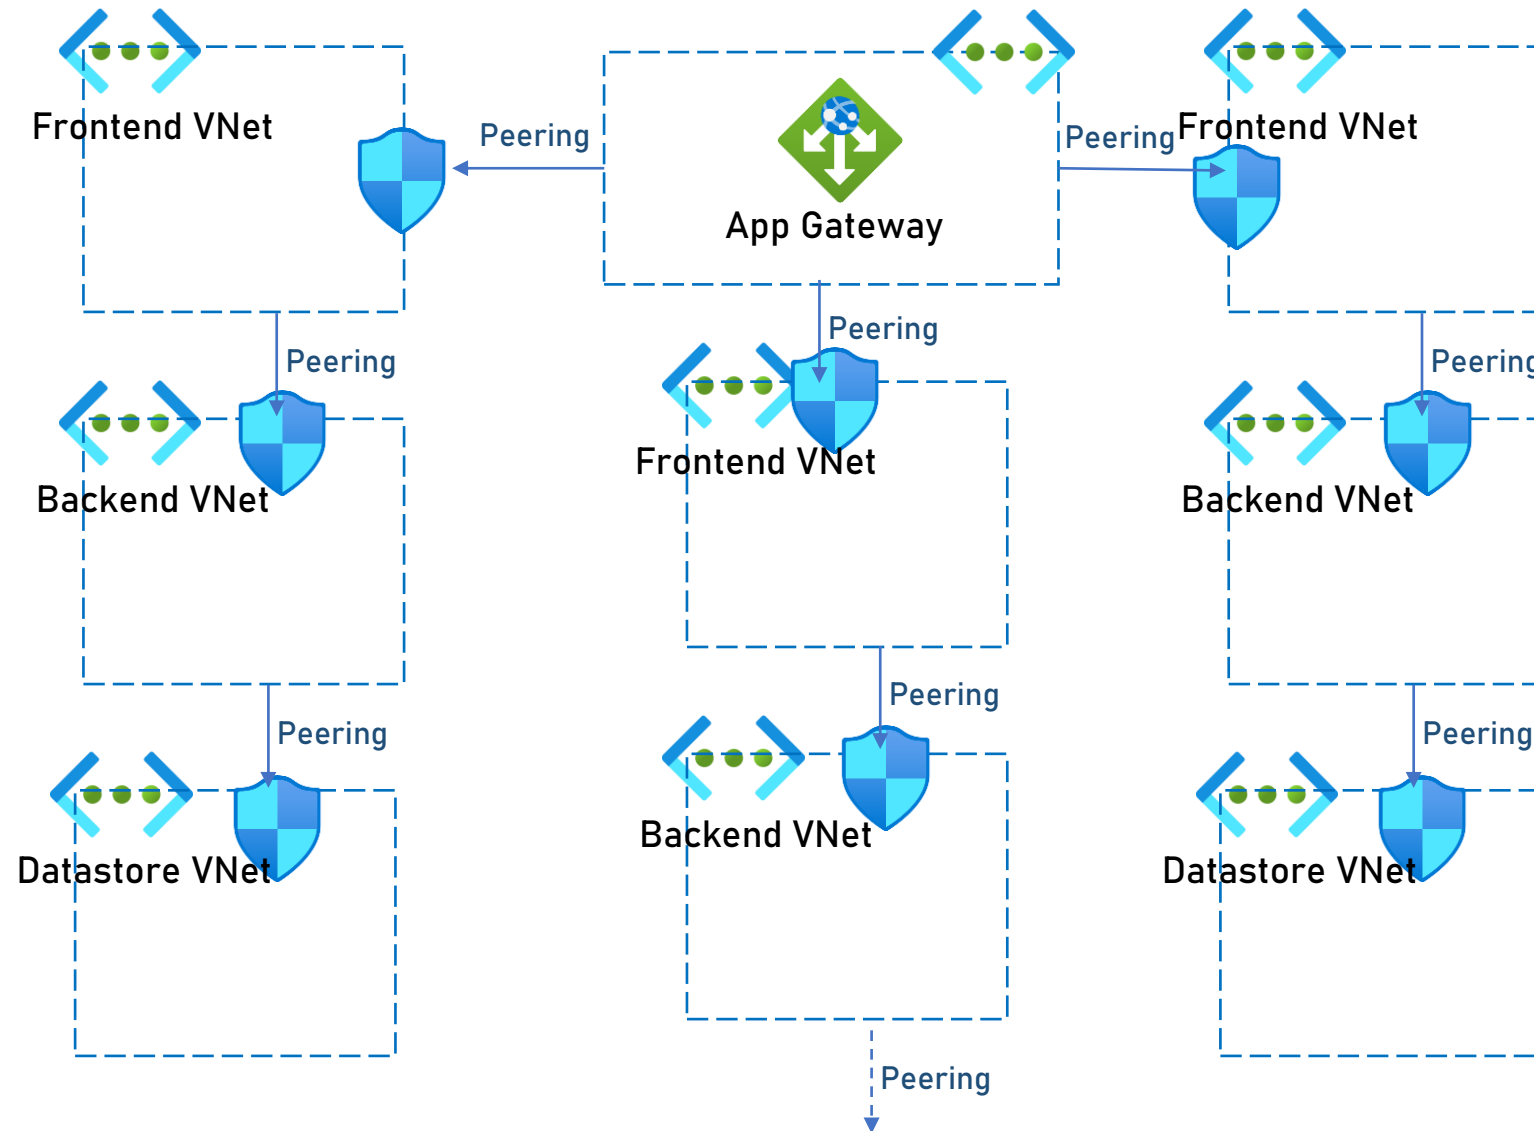 Frontend VNet
Peering
App Gateway
Peering
Frontend VNet
Peering
Peering
Peering
Backend VNet
Frontend VNet
Backend VNet
Peering
Peering
Peering
Datastore VNet
Backend VNet
Datastore VNet
Peering